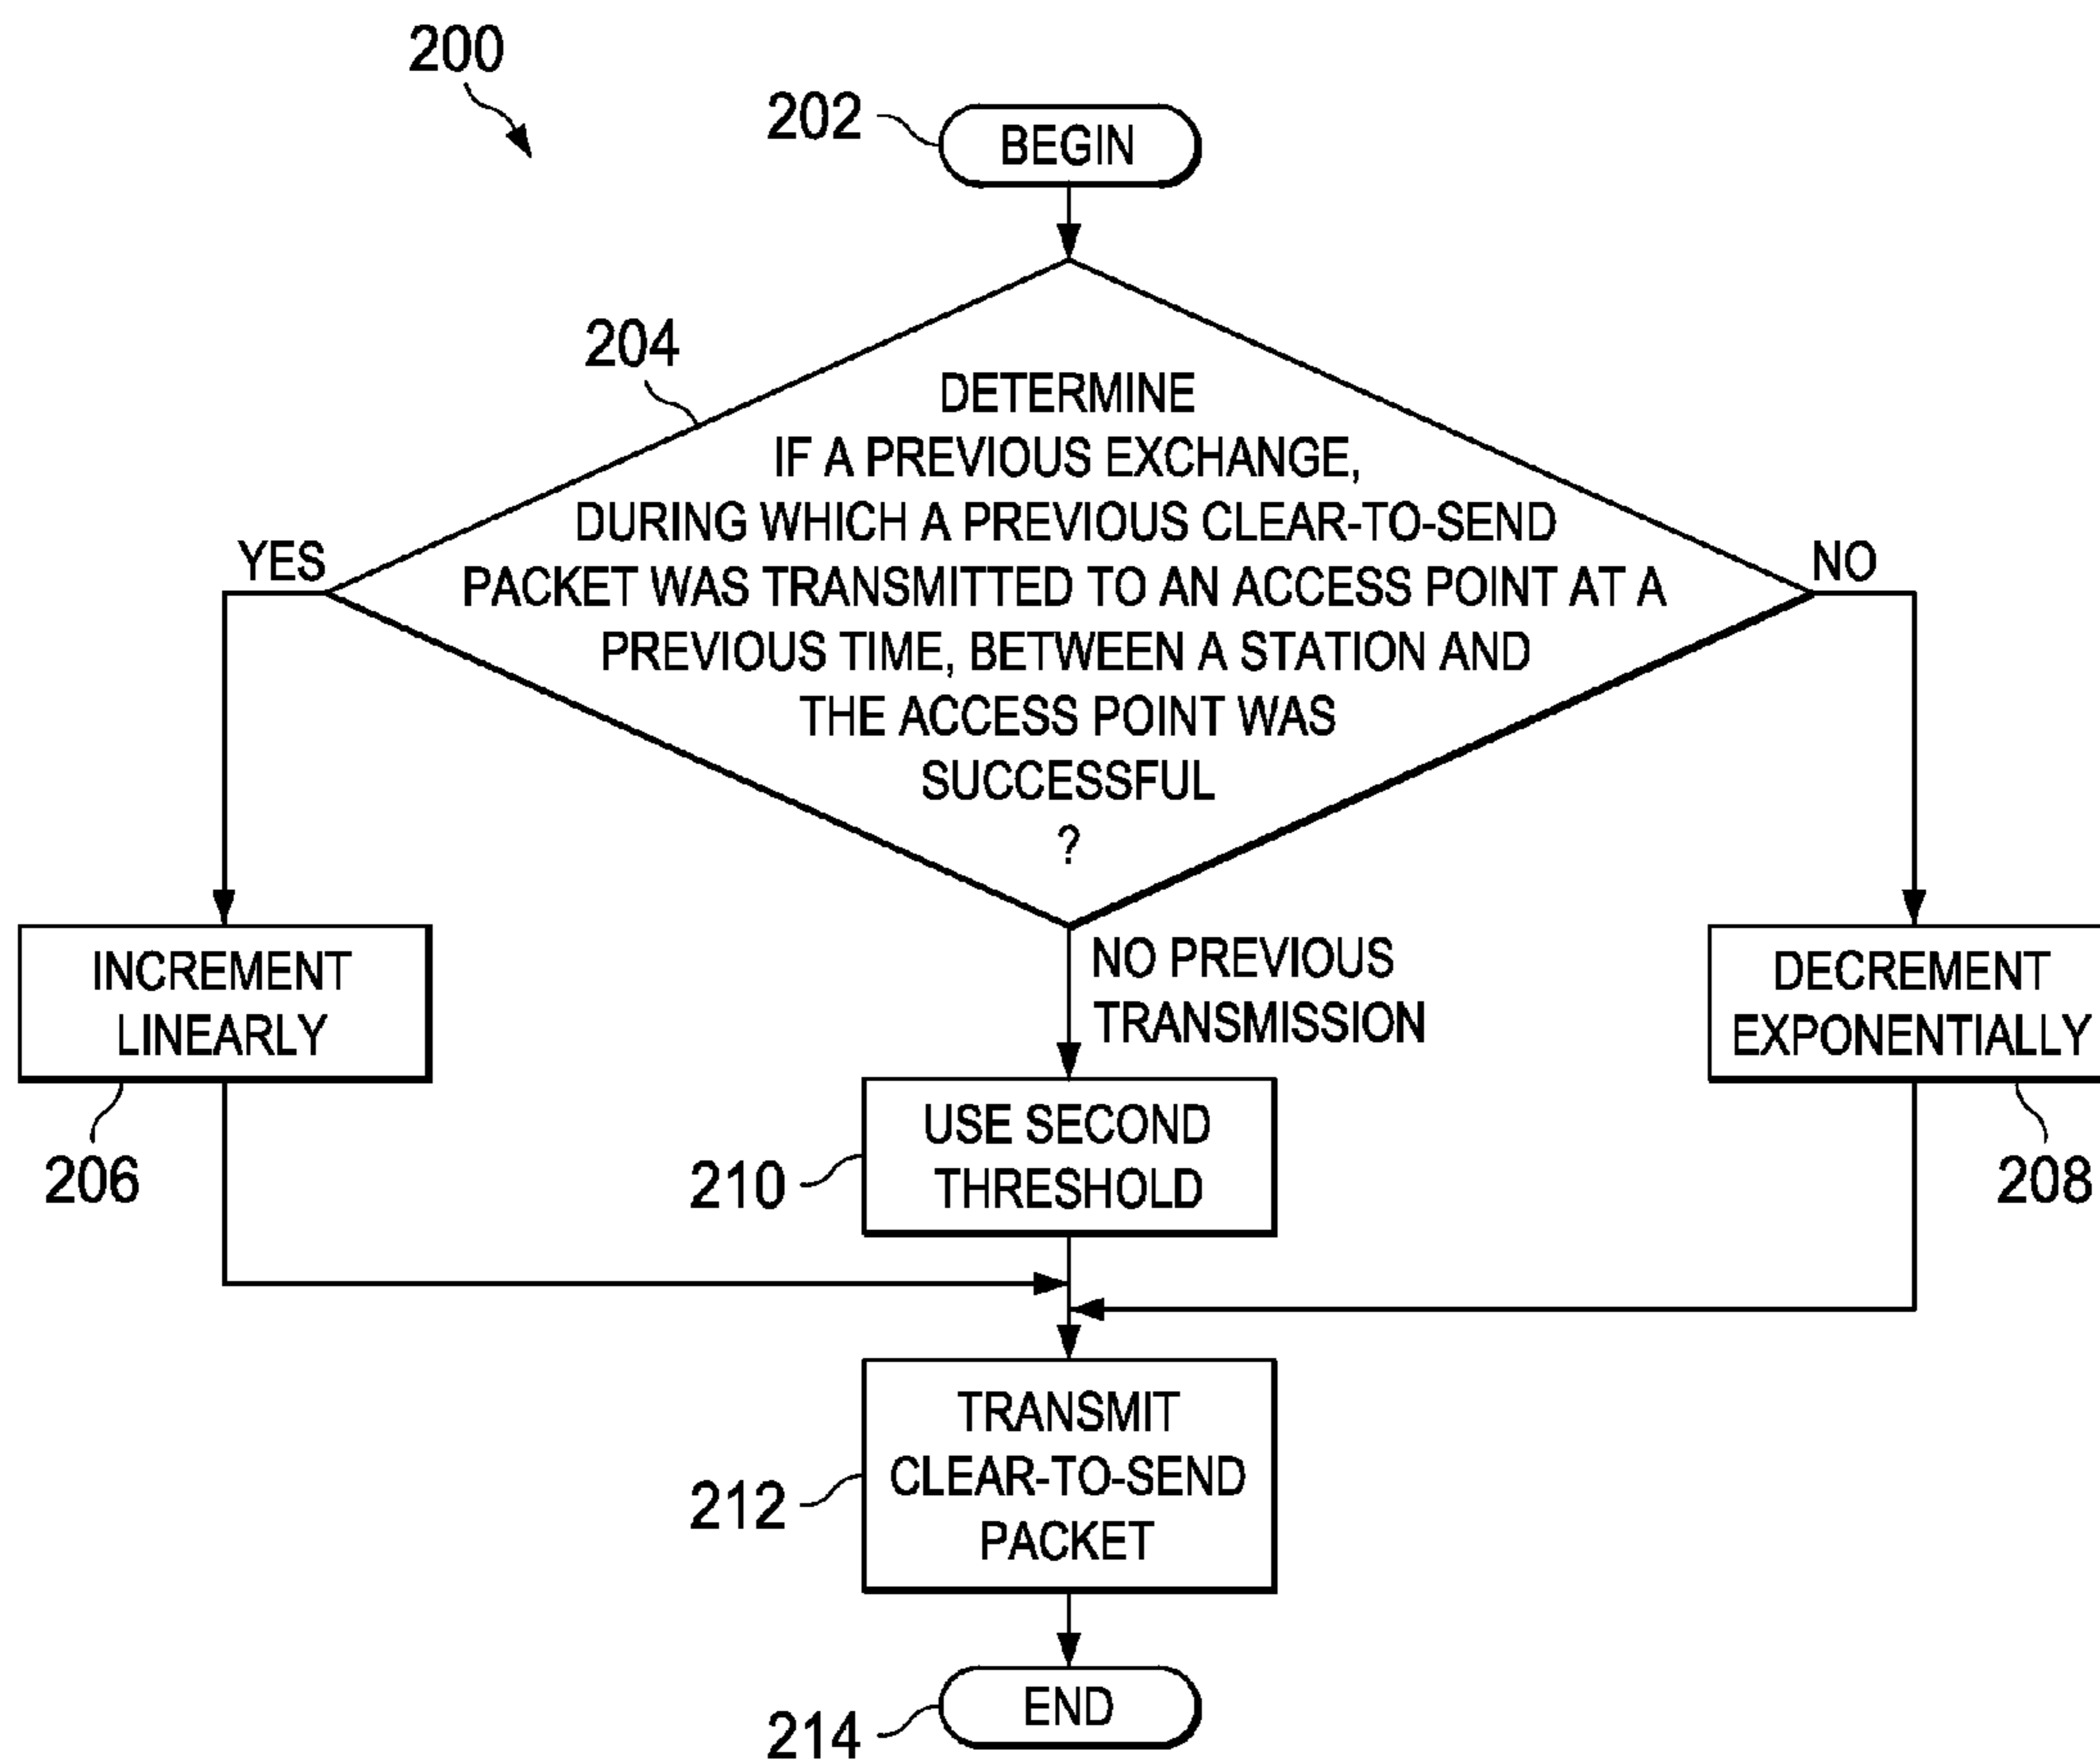 200
202
BEGIN
204
DETERMINE
IF A PREVIOUS EXCHANGE,
DURING WHICH A PREVIOUS CLEAR-TO-SEND
PACKET WAS TRANSMITTED TO AN ACCESS POINT AT A
PREVIOUS TIME, BETWEEN A STATION AND
THE ACCESS POINT WAS
SUCCESSFUL
?
YES
NO
INCREMENT
LINEARLY
206
NO PREVIOUS
TRANSMISSION
DECREMENT
EXPONENTIALLY
208
USE SECOND
THRESHOLD
210
TRANSMIT
CLEAR-TO-SEND
PACKET
212
END
214